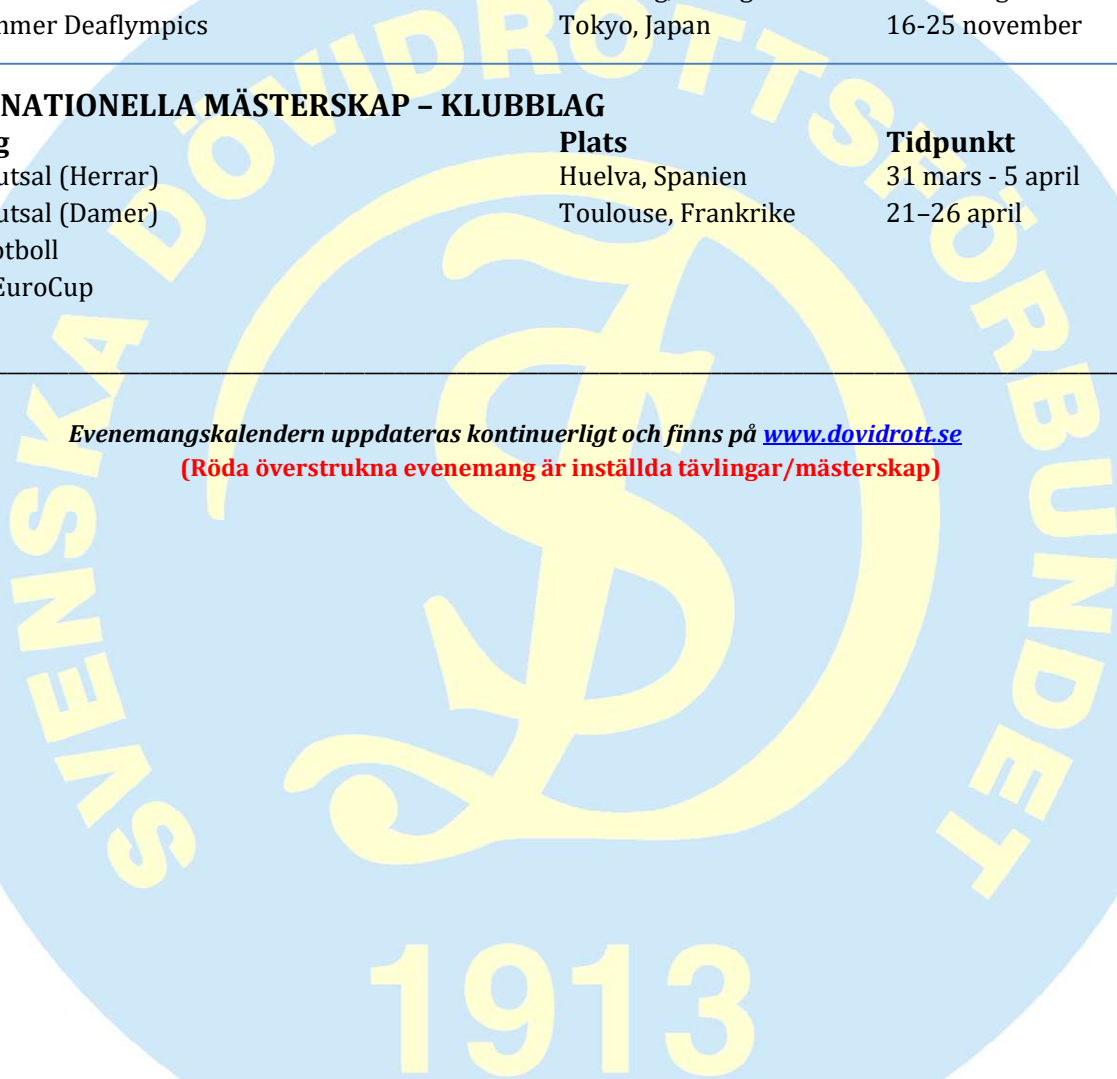 nmer Deaflympics Tokyo, Japan 16-25 november
NATIONELLA MÄSTERSKAP – KLUBBLAG
g Plats Tidpunkt
utsal (Herrar) Huelva, Spanien 31 mars - 5 april
utsal (Damer) Toulouse, Frankrike 21–26 april
otboll
EuroCup
Evenemangskalendern uppdateras kontinuerligt och finns på www.dovidrott.se
(Röda överstrukna evenemang är inställda tävlingar/mästerskap)
SVENSKA DÖVIDROTTSFÖRBUNDET
1913